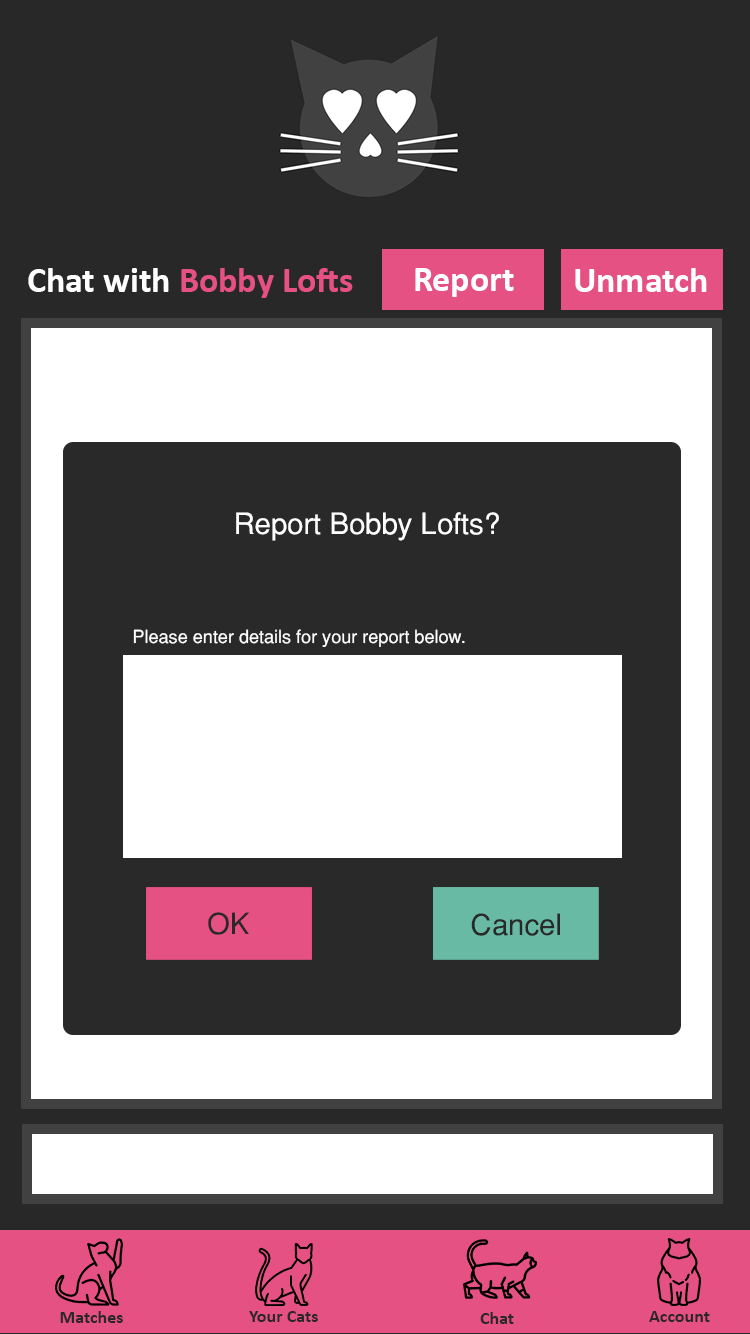 Chat with Bobby Lofts
Report
Unmatch
Report Bobby Lofts?
Please enter details for your report below.
OK
Cancel
Matches
Your Cats
Chat
Account